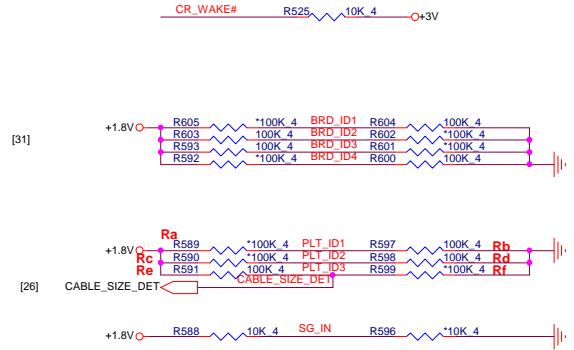 CR_WAKE# R525 10K_4 +3V
+1.8V R605 *100K_4 BRD_ID1 R604 100K_4
R603 100K_4 BRD_ID2 R602 *100K_4
[31] R593 100K_4 BRD_ID3 R601 *100K_4
R592 *100K_4 BRD_ID4 R600 100K_4
Ra
+1.8V R589 *100K_4 PLT_ID1 R597 100K_4 Rb
Rc R590 *100K_4 PLT_ID2 R598 100K_4 Rd
Re R591 100K_4 PLT_ID3 R599 *100K_4 Rf
[26] CABLE_SIZE_DET CABLE_SIZE_DET
+1.8V R588 10K_4 SG_IN R596 *10K_4